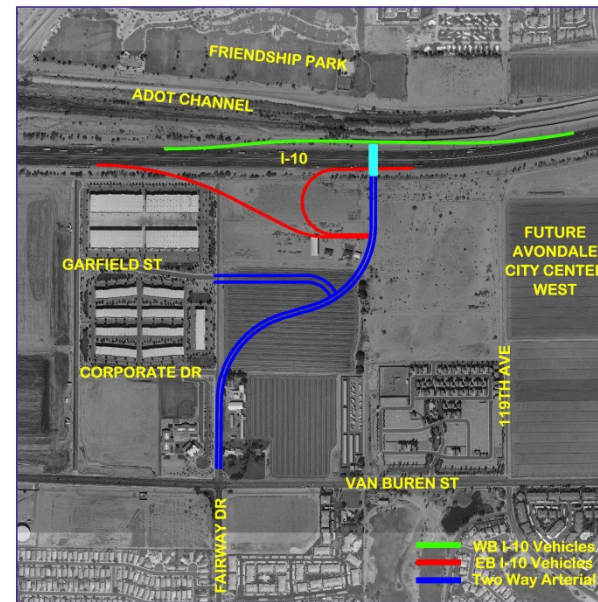 FRIENDSHIP PARK
ADOT CHANNEL
I-10
GARFIELD ST
FUTURE
AVONDALE
CITY CENTER
WEST
CORPORATE DR
119TH AVE
VAN BUREN ST
FAIRWAY DR
WB I-10 Vehicles
EB I-10 Vehicles
Two Way Arterial